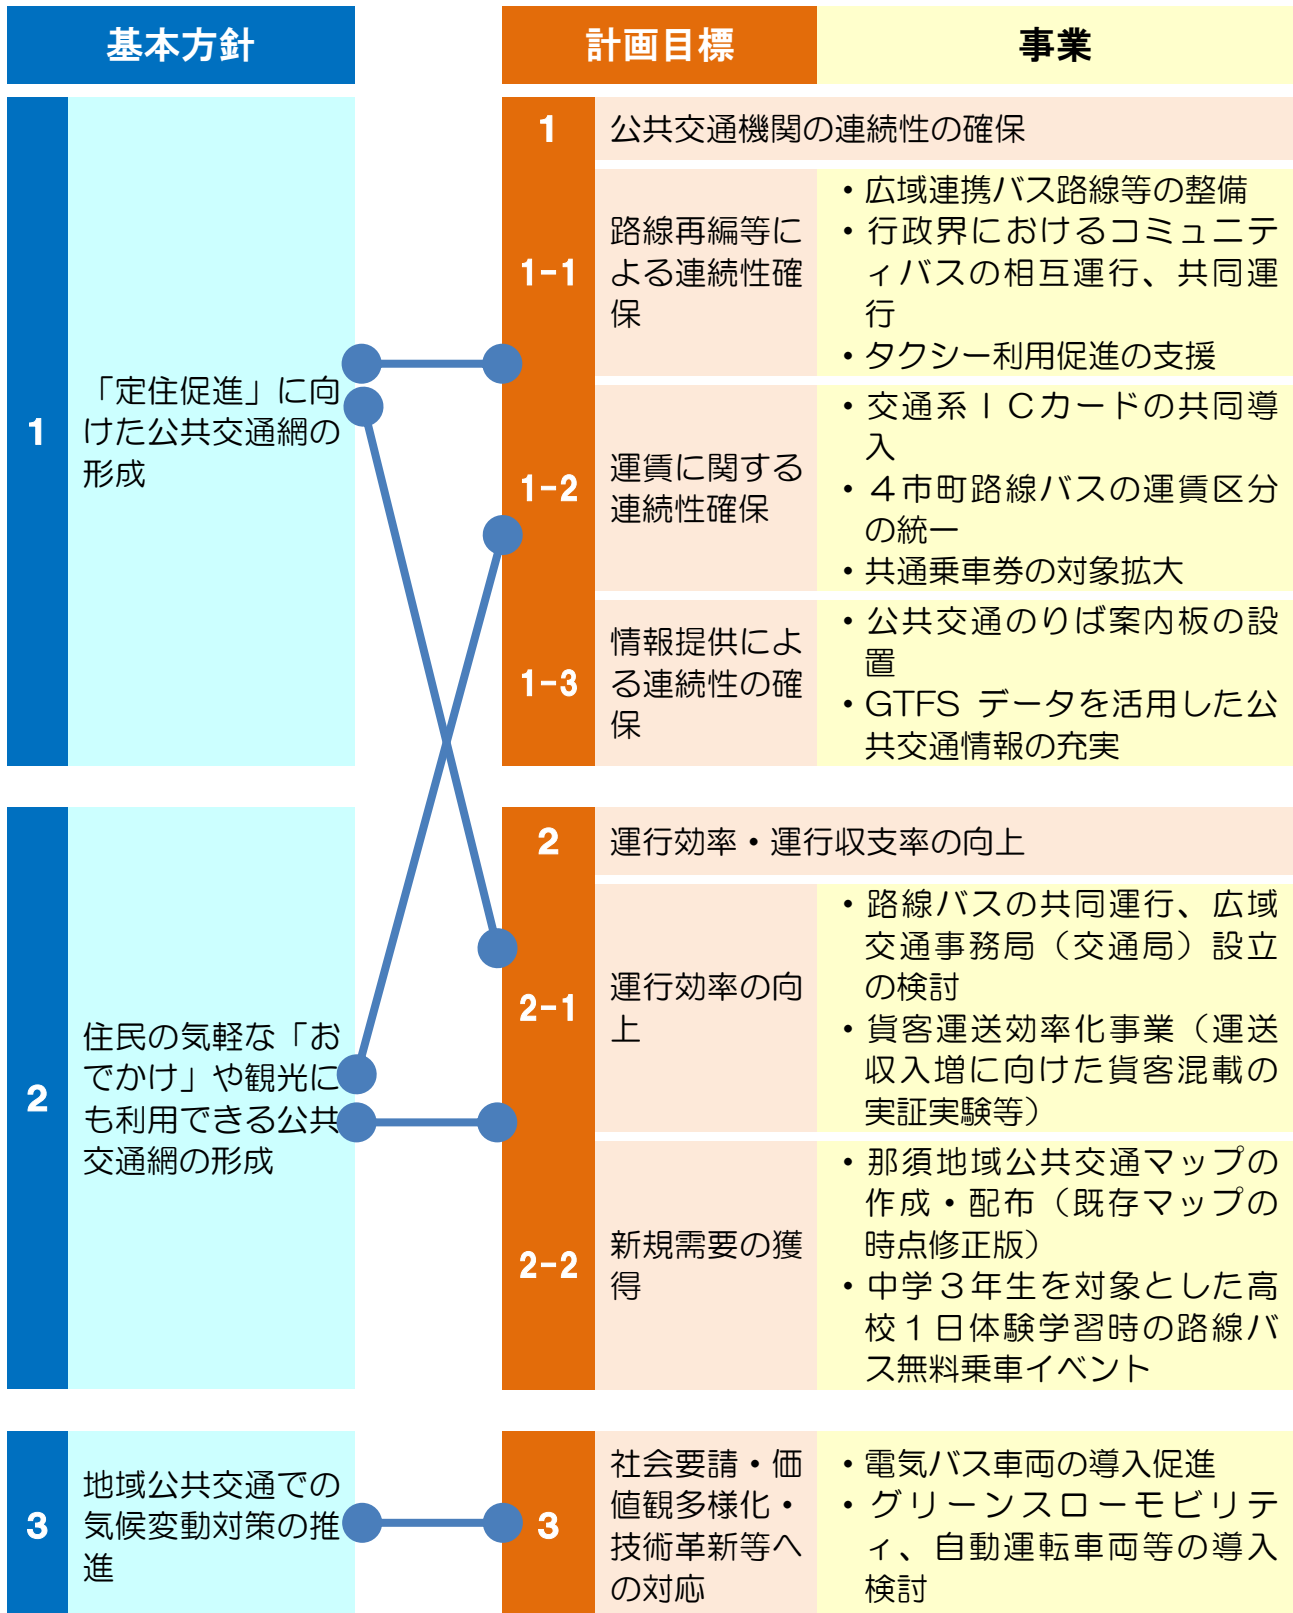 基本方針
計画目標
事業
1
「定住促進」に向
けた公共交通網の
形成
1
公共交通機関の連続性の確保
1-1
路線再編等に
よる連続性確
保
・広域連携バス路線等の整備
・行政界におけるコミュニテ
ィバスの相互運行、共同運
行
・タクシー利用促進の支援
1-2
運賃に関する
連続性確保
・交通系ＩＣカードの共同導
入
・４市町路線バスの運賃区分
の統一
・共通乗車券の対象拡大
1-3
情報提供によ
る連続性の確
保
・公共交通のりば案内板の設
置
・GTFS データを活用した公
共交通情報の充実
2
住民の気軽な「お
でかけ」や観光に
も利用できる公共
交通網の形成
2
運行効率・運行収支率の向上
2-1
運行効率の向
上
・路線バスの共同運行、広域
交通事務局（交通局）設立
の検討
・貨客運送効率化事業（運送
収入増に向けた貨客混載の
実証実験等）
2-2
新規需要の獲
得
・那須地域公共交通マップの
作成・配布（既存マップの
時点修正版）
・中学３年生を対象とした高
校１日体験学習時の路線バ
ス無料乗車イベント
3
地域公共交通での
気候変動対策の推
進
3
社会要請・価
値観多様化・
技術革新等へ
の対応
・電気バス車両の導入促進
・グリーンスローモビリテ
ィ、自動運転車両等の導入
検討